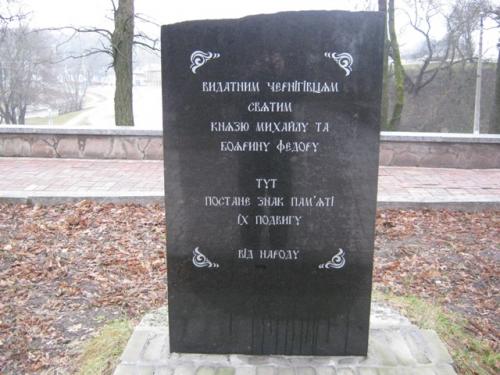 ВИДАТНИМ ЧЕРНІГІВЦЯМ
СВЯТИМ
КНЯЗЮ МИХАЙЛУ ТА
БОЯРИНУ ФЕДОРУ
ТУТ
ПОСТАНЕ ЗНАК ПАМ'ЯТІ
ЇХ ПОДВИГУ
ВІД НАРОДУ